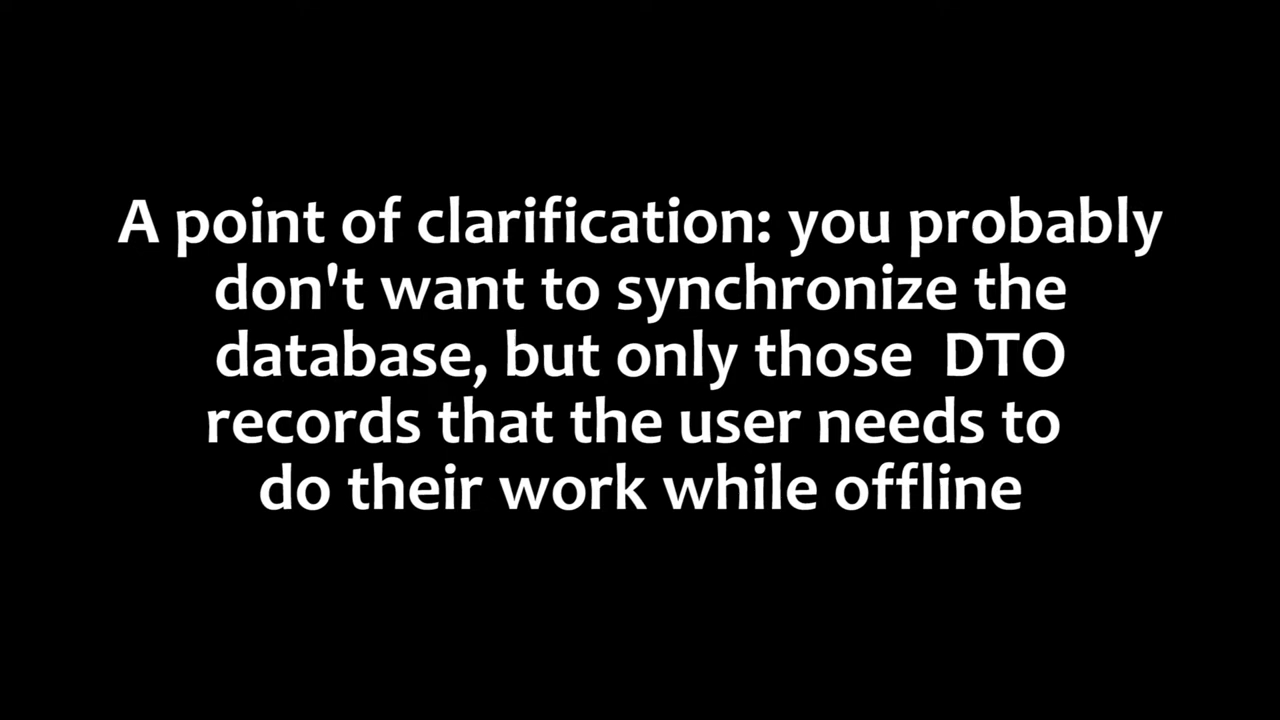 A point of clarification: you probably
don't want to synchronize the
database, but only those  DTO
records that the user needs to
do their work while offline